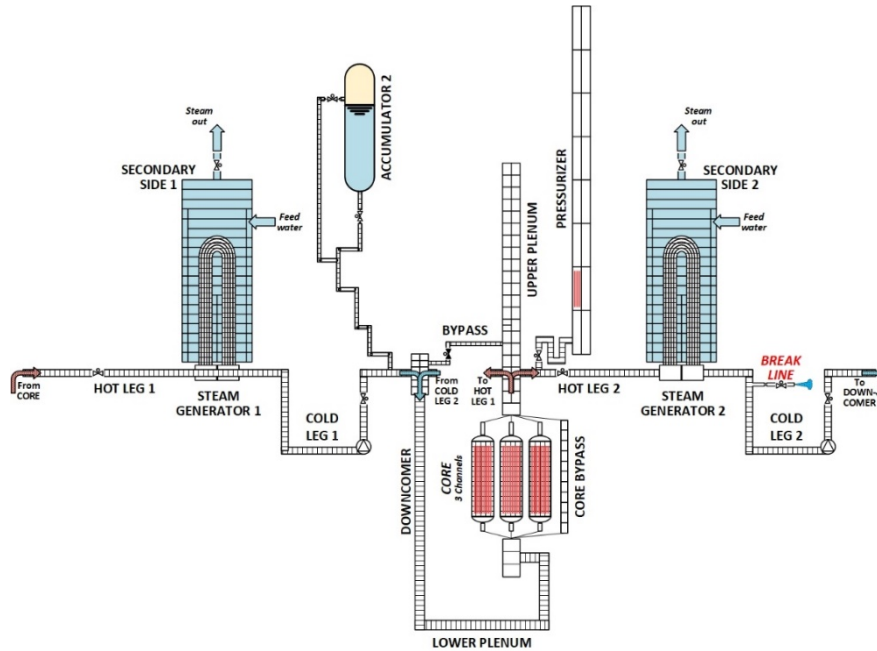 Steam
out
SECONDARY
SIDE 1
Feed
water
ACCUMULATOR 2
UPPER PLENUM
PRESSURIZER
Steam
out
SECONDARY
SIDE 2
Feed
water
BYPASS
From
CORE
HOT LEG 1
STEAM
GENERATOR 1
COLD
LEG 1
From
COLD
LEG 2
To
HOT
LEG 1
HOT LEG 2
STEAM
GENERATOR 2
BREAK
LINE
COLD
LEG 2
To
DOWN-
COMER
DOWNCOMER
CORE
3 Channels
CORE BYPASS
LOWER PLENUM